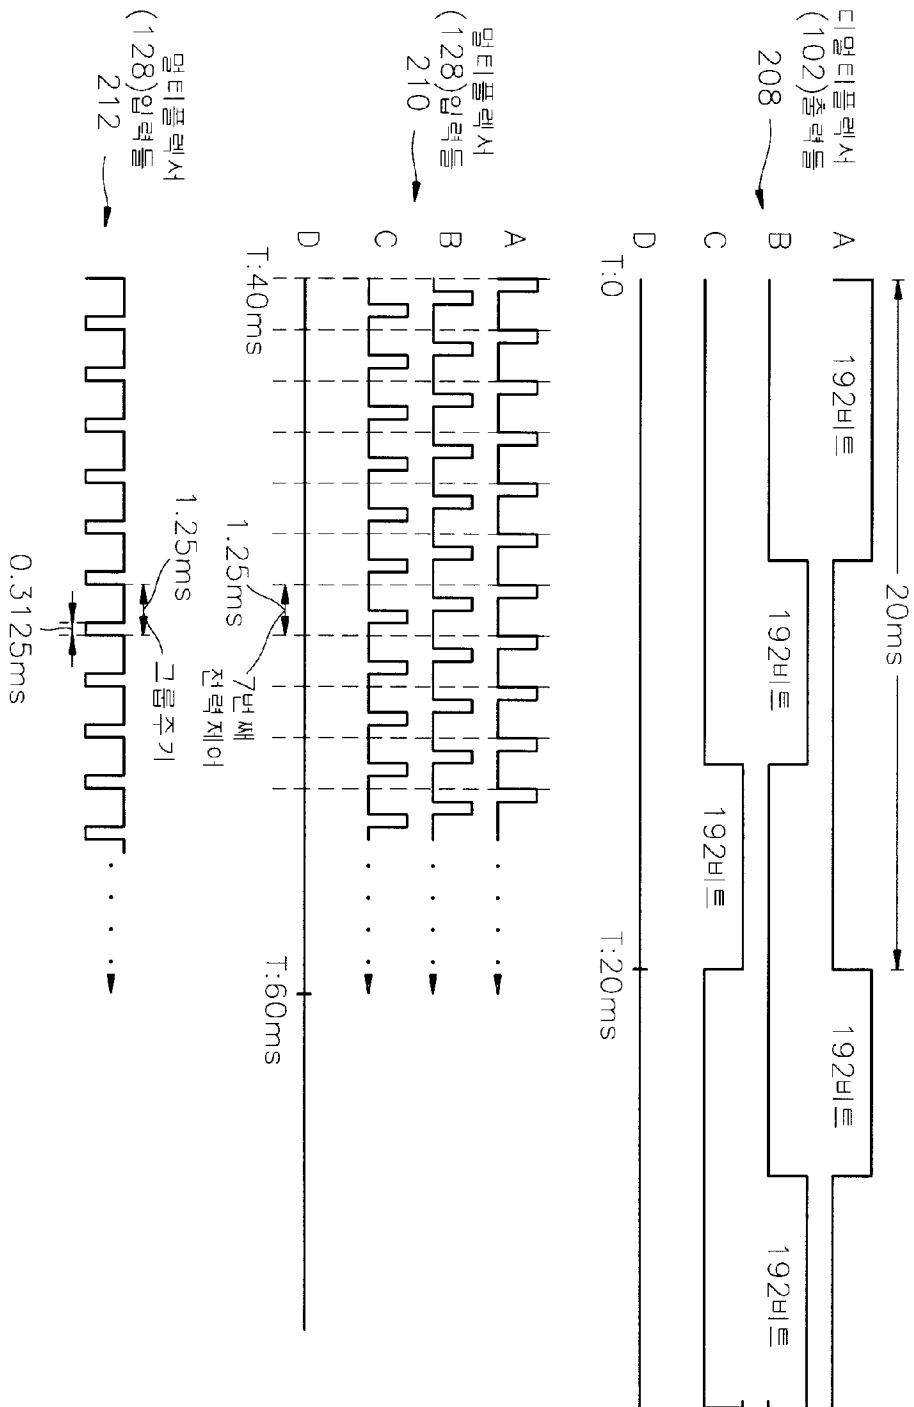 디멀티플렉서
(102)출력들
208
A
B
C
D
20ms
192비트
192비트
192비트
192비트
192비트
T:0
T:20ms
멀티플렉서
(128)입력들
210
A
B
C
D
T:40ms
1.25ms
7번째
전력제어
T:60ms
멀티플렉서
(128)입력들
212
1.25ms
그룹주기
0.3125ms